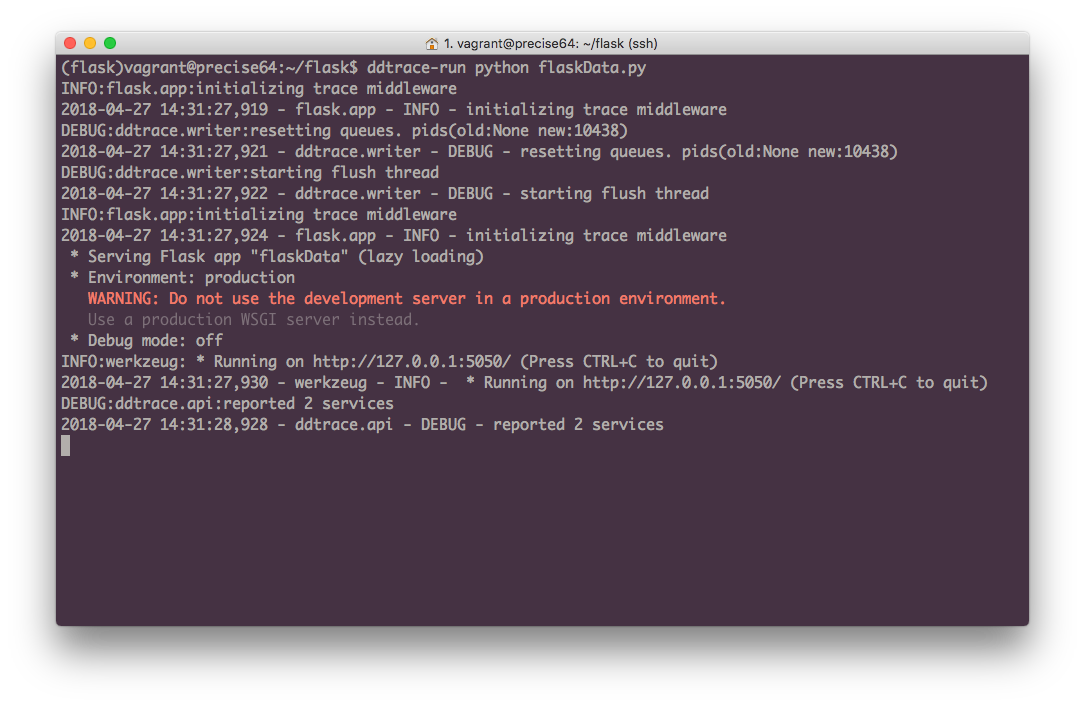 1. vagrant@precise64: ~/flask (ssh)
(flask)vagrant@precise64:~/flask$ ddtrace-run python flaskData.py
INFO:flask.app:initializing trace middleware
2018-04-27 14:31:27,919 - flask.app - INFO - initializing trace middleware
DEBUG:ddtrace.writer:resetting queues. pids(old:None new:10438)
2018-04-27 14:31:27,921 - ddtrace.writer - DEBUG - resetting queues. pids(old:None new:10438)
DEBUG:ddtrace.writer:starting flush thread
2018-04-27 14:31:27,922 - ddtrace.writer - DEBUG - starting flush thread
INFO:flask.app:initializing trace middleware
2018-04-27 14:31:27,924 - flask.app - INFO - initializing trace middleware
 * Serving Flask app "flaskData" (lazy loading)
 * Environment: production
   WARNING: Do not use the development server in a production environment.
   Use a production WSGI server instead.
 * Debug mode: off
INFO:werkzeug: * Running on http://127.0.0.1:5050/ (Press CTRL+C to quit)
2018-04-27 14:31:27,930 - werkzeug - INFO -  * Running on http://127.0.0.1:5050/ (Press CTRL+C to quit)
DEBUG:ddtrace.api:reported 2 services
2018-04-27 14:31:28,928 - ddtrace.api - DEBUG - reported 2 services